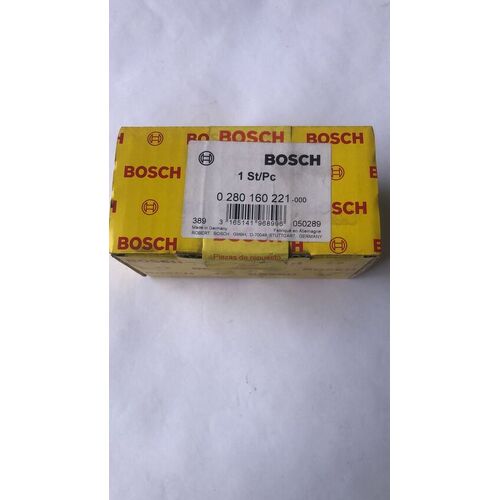 BOSCH
BOSCH
BOSCH
BOSCH
BOSCH
1 St/Pc
0 280 160 221-000
389 3 165141 968996 050289
Made in Germany Fabriqué en Allemagne
ROBERT BOSCH GMBH, D-70049 STUTTGART GERMANY
BOSCH
BOSCH
Piezas de repuesto